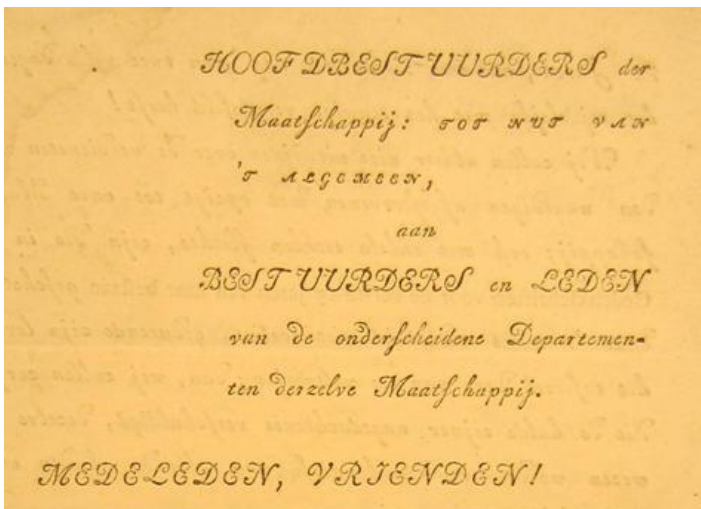 HOOFDBESTUURDERS der
Maatschappij: TOT NUT VAN
'T ALGEMEEN,
aan
BESTUURDERS en LEDEN
van de onderscheidene Departemen-
ten derzelve Maatschappij.
MEDELEDEN, VRIENDEN!